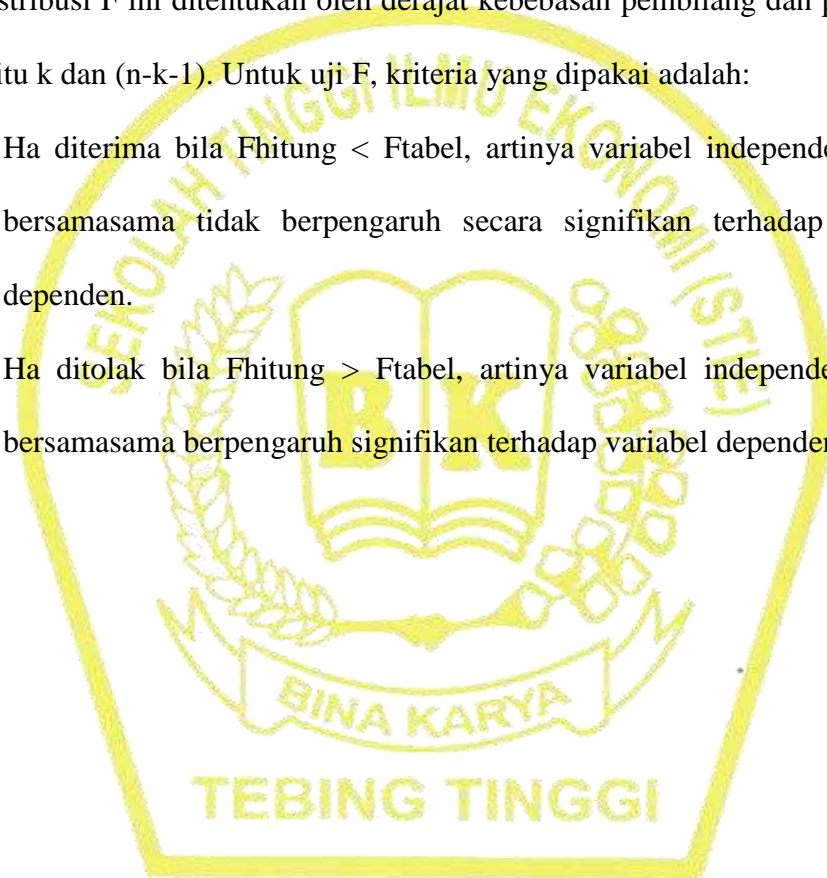 stribusi F ini ditentukan oleh derajat kebebasan pembilang dan p
itu k dan (n-k-1). Untuk uji F, kriteria yang dipakai adalah:
Ha diterima bila Fhitung < Ftabel, artinya variabel independe
bersamasama tidak berpengaruh secara signifikan terhadap
dependen.
Ha ditolak bila Fhitung > Ftabel, artinya variabel independe
bersamasama berpengaruh signifikan terhadap variabel dependen
SEKOLAH TINGGI ILMU EKONOMI (STIE)
B K
BINA KARYA
TEBING TINGGI